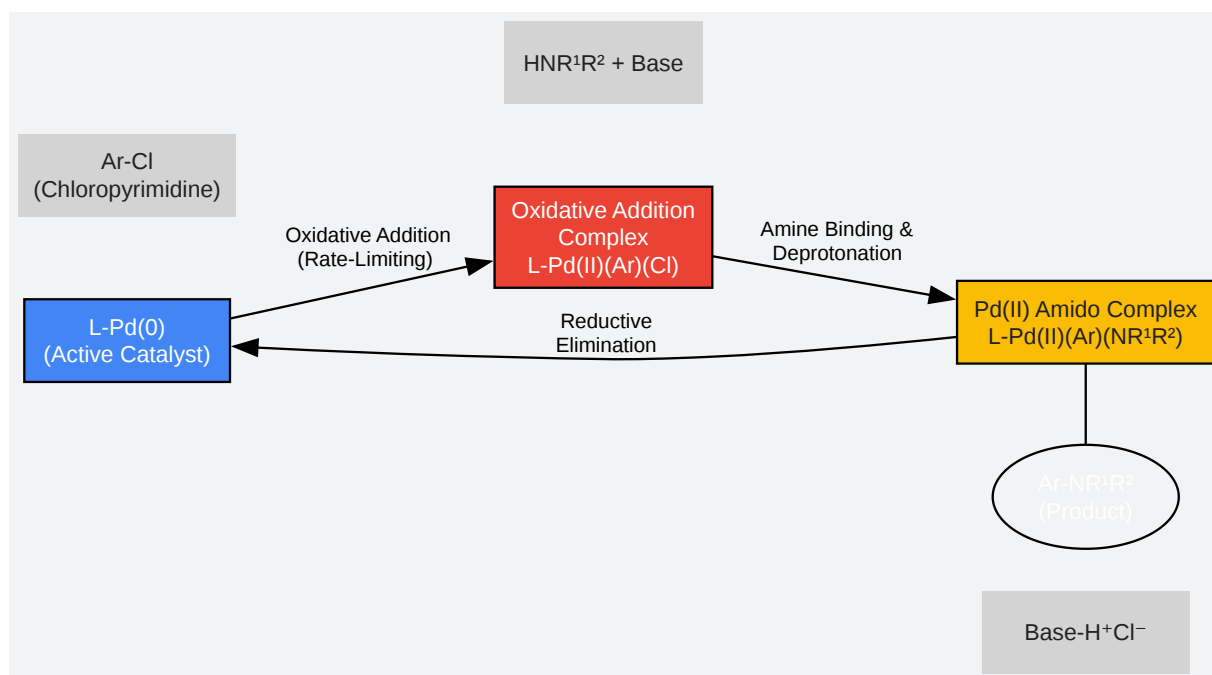 HNR¹R² + Base
Ar-Cl
(Chloropyrimidine)
Oxidative Addition
(Rate-Limiting)
Oxidative Addition
Complex
L-Pd(II)(Ar)(Cl)
Amine Binding &
Deprotonation
L-Pd(0)
(Active Catalyst)
Reductive
Elimination
Pd(II) Amido Complex
L-Pd(II)(Ar)(NR¹R²)
Ar-NR¹R²
(Product)
Base-H⁺Cl⁻